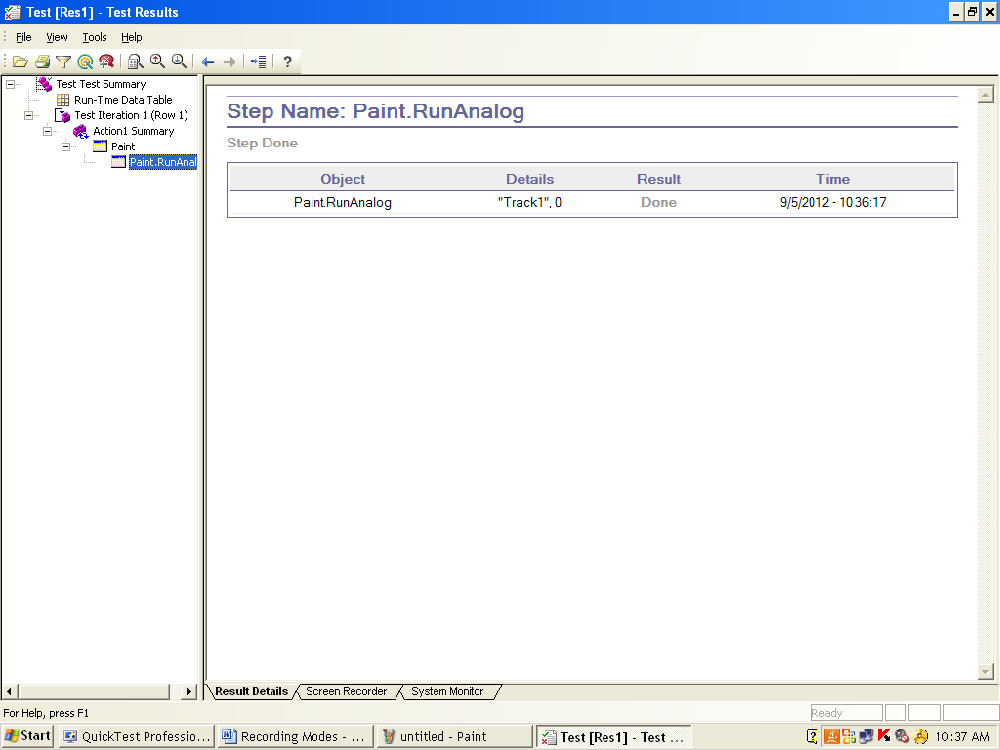 Test [Res1] - Test Results
File View Tools Help
Test Test Summary
Run-Time Data Table
Test Iteration 1 (Row 1)
Action1 Summary
Paint
Paint.RunAnal
Step Name: Paint.RunAnalog
Step Done
Object Details Result Time
Paint.RunAnalog "Track1", 0 Done 9/5/2012 - 10:36:17
Result Details Screen Recorder System Monitor
For Help, press F1 Ready
Start QuickTest Professio... Recording Modes - ... untitled - Paint Test [Res1] - Test ... 10:37 AM